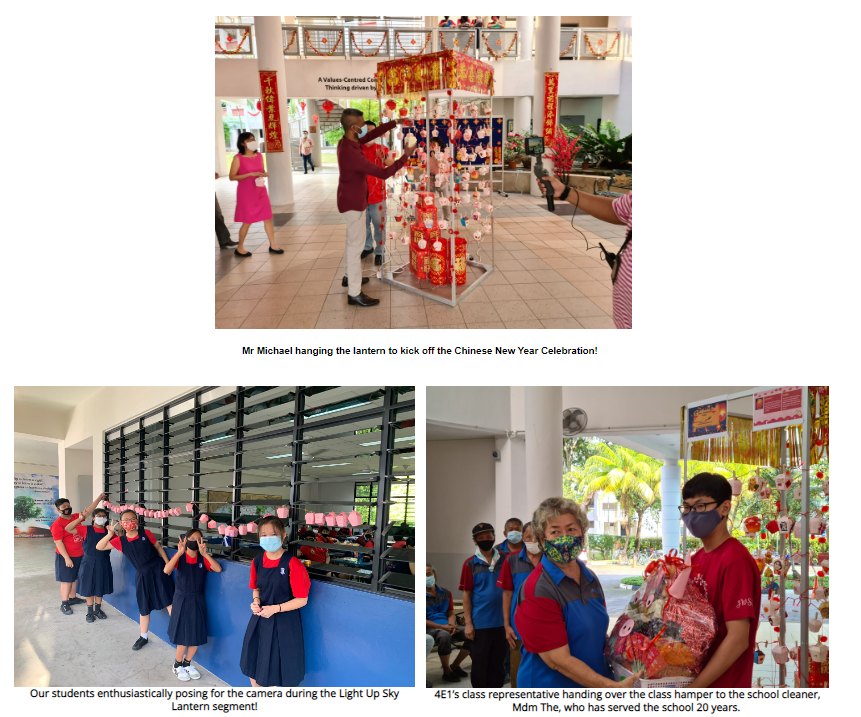 A Values-Centred Co
Thinking driven by
Mr Michael hanging the lantern to kick off the Chinese New Year Celebration!
Our students enthusiastically posing for the camera during the Light Up Sky
Lantern segment!
4E1's class representative handing over the class hamper to the school cleaner,
Mdm The, who has served the school 20 years.